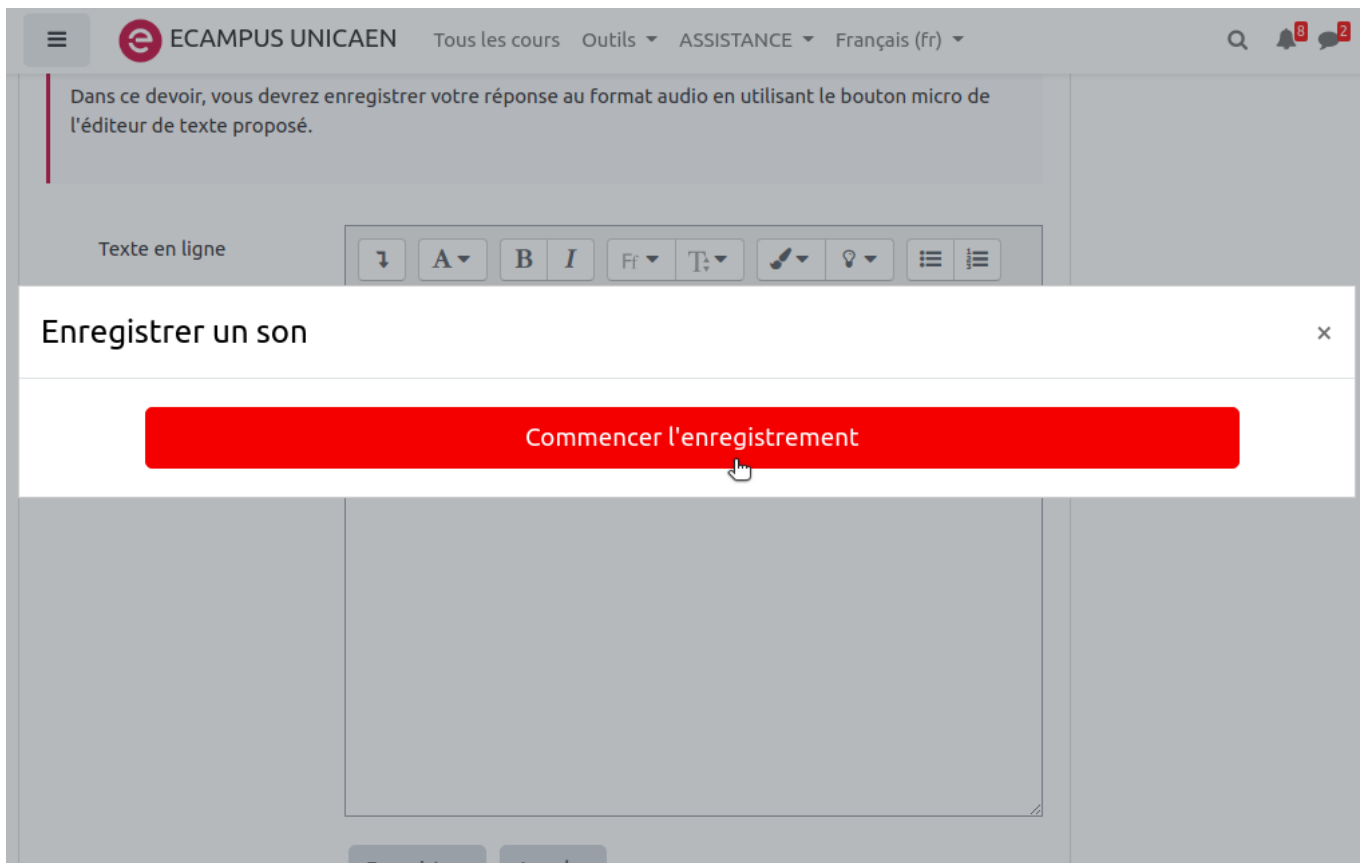 ECAMPUS UNICAEN Tous les cours Outils ASSISTANCE Français (fr) 8 2
Dans ce devoir, vous devrez enregistrer votre réponse au format audio en utilisant le bouton micro de
l'éditeur de texte proposé.
Texte en ligne
A B I Ff T
Enregistrer un son ×
Commencer l'enregistrement